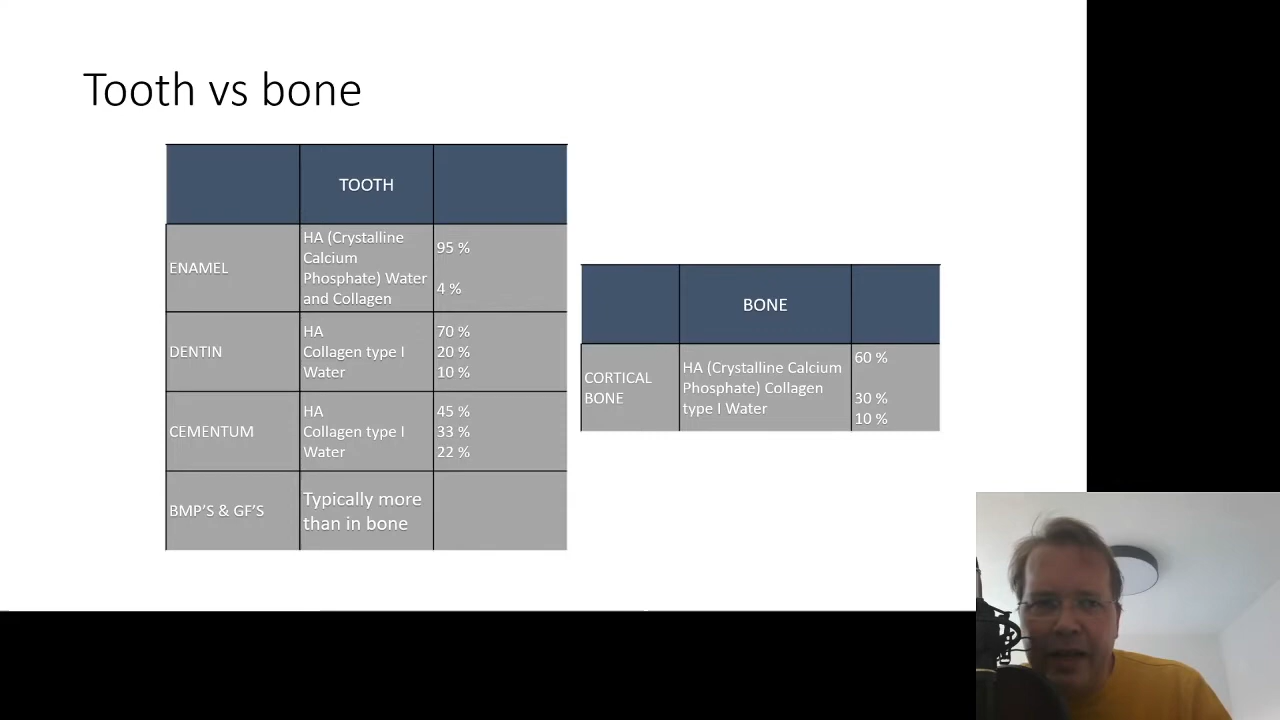 Tooth vs bone
TOOTH
ENAMEL
HA (Crystalline
Calcium
Phosphate) Water
and Collagen
95 %
4 %
DENTIN
HA
Collagen type I
Water
70 %
20 %
10 %
CEMENTUM
HA
Collagen type I
Water
45 %
33 %
22 %
BMP'S & GF'S
Typically more
than in bone
BONE
CORTICAL
BONE
HA (Crystalline Calcium
Phosphate) Collagen
type I Water
60 %
30 %
10 %